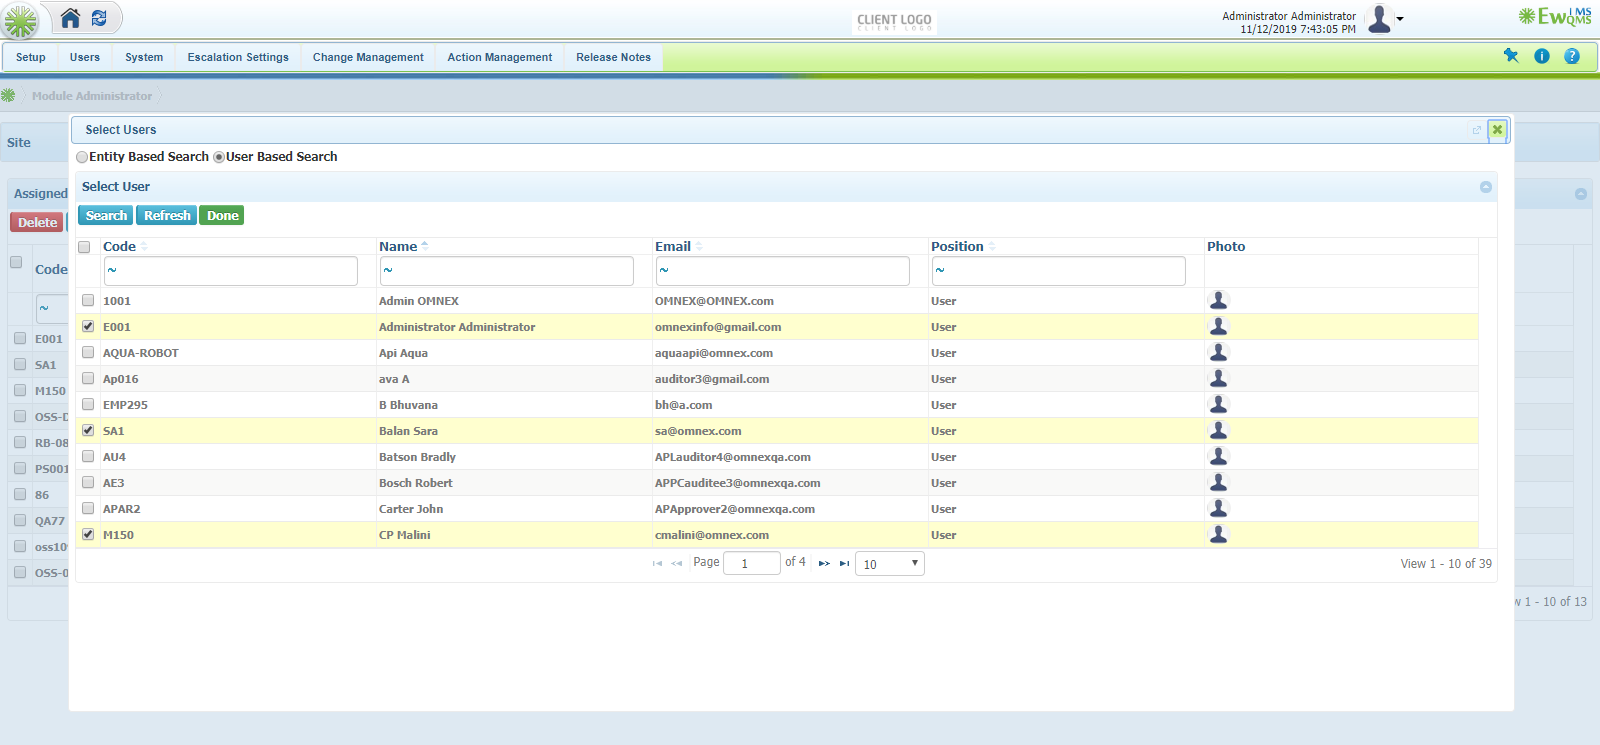 CLIENT LOGO
CLIENT LOGO
Administrator Administrator
11/12/2019 7:43:05 PM
EwQMS
IMS
Setup Users System Escalation Settings Change Management Action Management Release Notes
Module Administrator
Select Users
Site
Entity Based Search User Based Search
Select User
Assigned
Search Refresh Done
Delete
Code Name Email Position Photo
~ ~ ~ ~
Code
~
1001 Admin OMNEX OMNEX@OMNEX.com User
E001 Administrator Administrator omnexinfo@gmail.com User
E001
AQUA-ROBOT Api Aqua aquaapi@omnex.com User
SA1
Ap016 ava A auditor3@gmail.com User
M150
EMP295 B Bhuvana bh@a.com User
OSS-D
SA1 Balan Sara sa@omnex.com User
RB-08
AU4 Batson Bradly APLauditor4@omnexqa.com User
PS001
AE3 Bosch Robert APPCauditee3@omnexqa.com User
86
APAR2 Carter John APApprover2@omnexqa.com User
QA77
M150 CP Malini cmalini@omnex.com User
oss10
Page 1 of 4 10 View 1 - 10 of 39
OSS-0
1 - 10 of 13